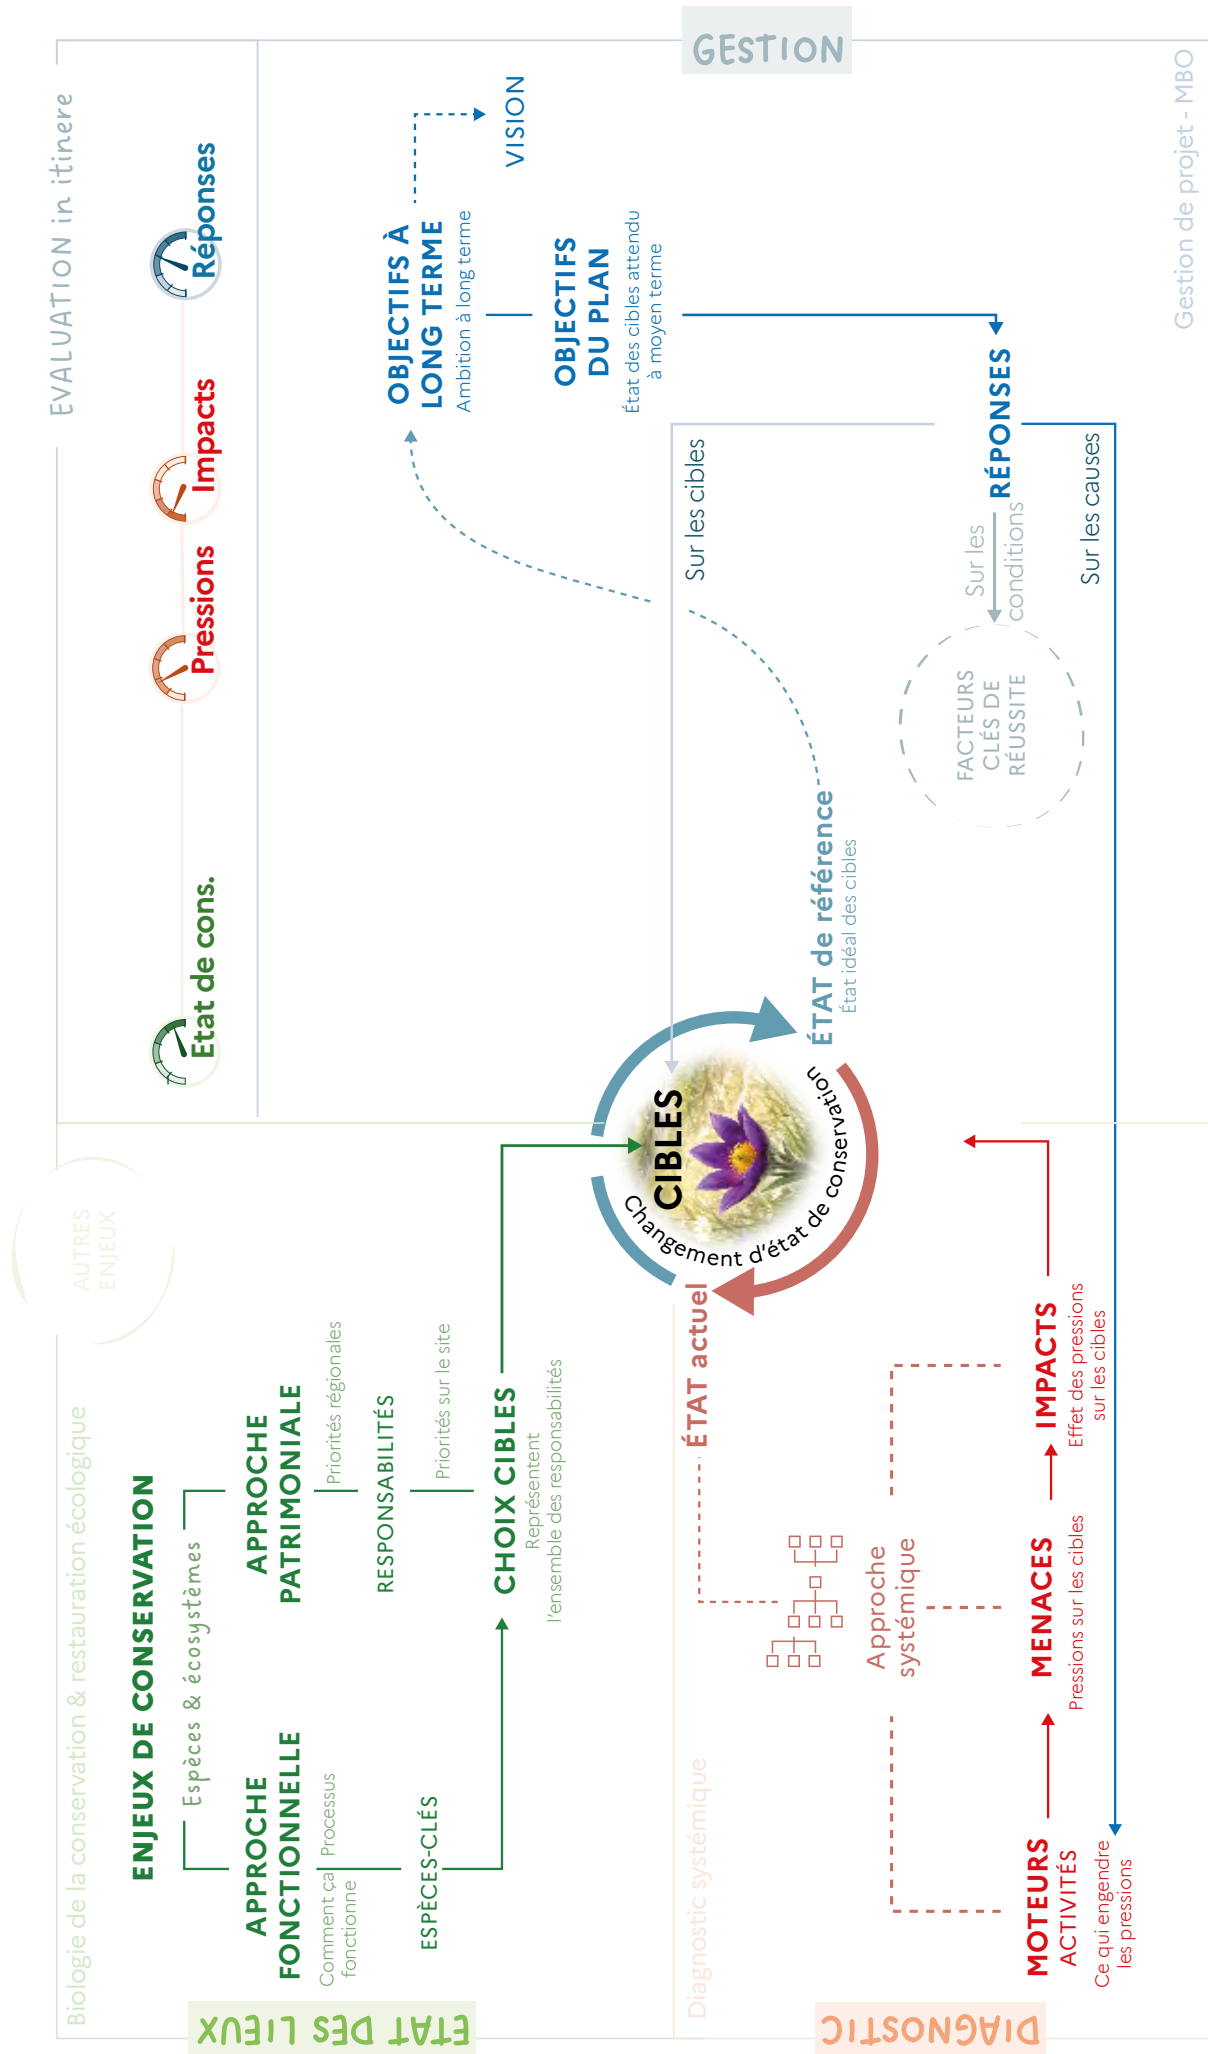 ETAT DES LIEUX
Biologie de la conservation & restauration écologique
AUTRES
ENJEUX
ENJEUX DE CONSERVATION
Espèces & écosystèmes
APPROCHE
FONCTIONNELLE
Comment ça
fonctionne
Processus
ESPÈCES-CLÉS
APPROCHE
PATRIMONIALE
Priorités régionales
RESPONSABILITÉS
Priorités sur le site
CHOIX CIBLES
Représentent
l'ensemble des responsabilités
EVALUATION in itinere
Etat de cons.
Pressions
Impacts
Réponses
GESTION
Gestion de projet - MBO
VISION
OBJECTIFS À
LONG TERME
Ambition à long terme
OBJECTIFS
DU PLAN
État des cibles attendu
à moyen terme
RÉPONSES
Sur les cibles
Sur les
conditions
Sur les causes
FACTEURS
CLÉS DE
RÉUSSITE
ÉTAT de référence
État idéal des cibles
CIBLES
Changement d'état de conservation
ÉTAT actuel
DIAGNOSTIC
Diagnostic systémique
Approche
systémique
MOTEURS
ACTIVITÉS
Ce qui engendre
les pressions
MENACES
Pressions sur les cibles
IMPACTS
Effet des pressions
sur les cibles